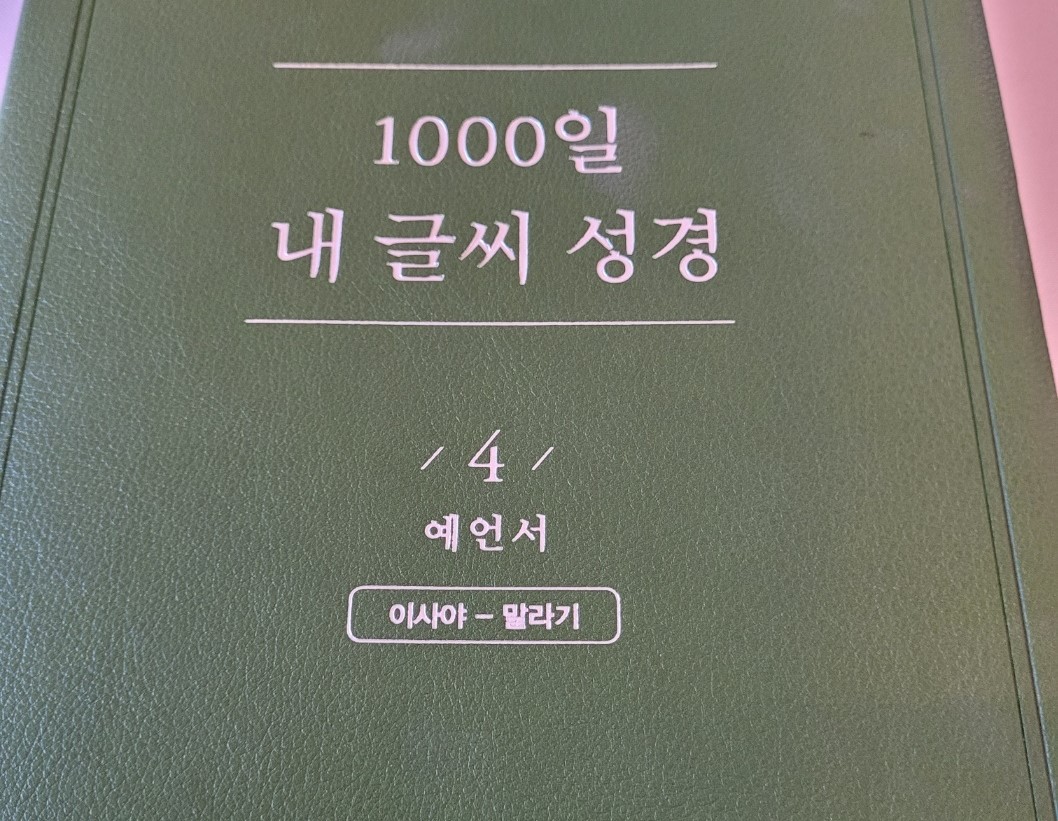 1000일
내 글씨 성경
/ 4 /
예언서
이사야 – 말라기